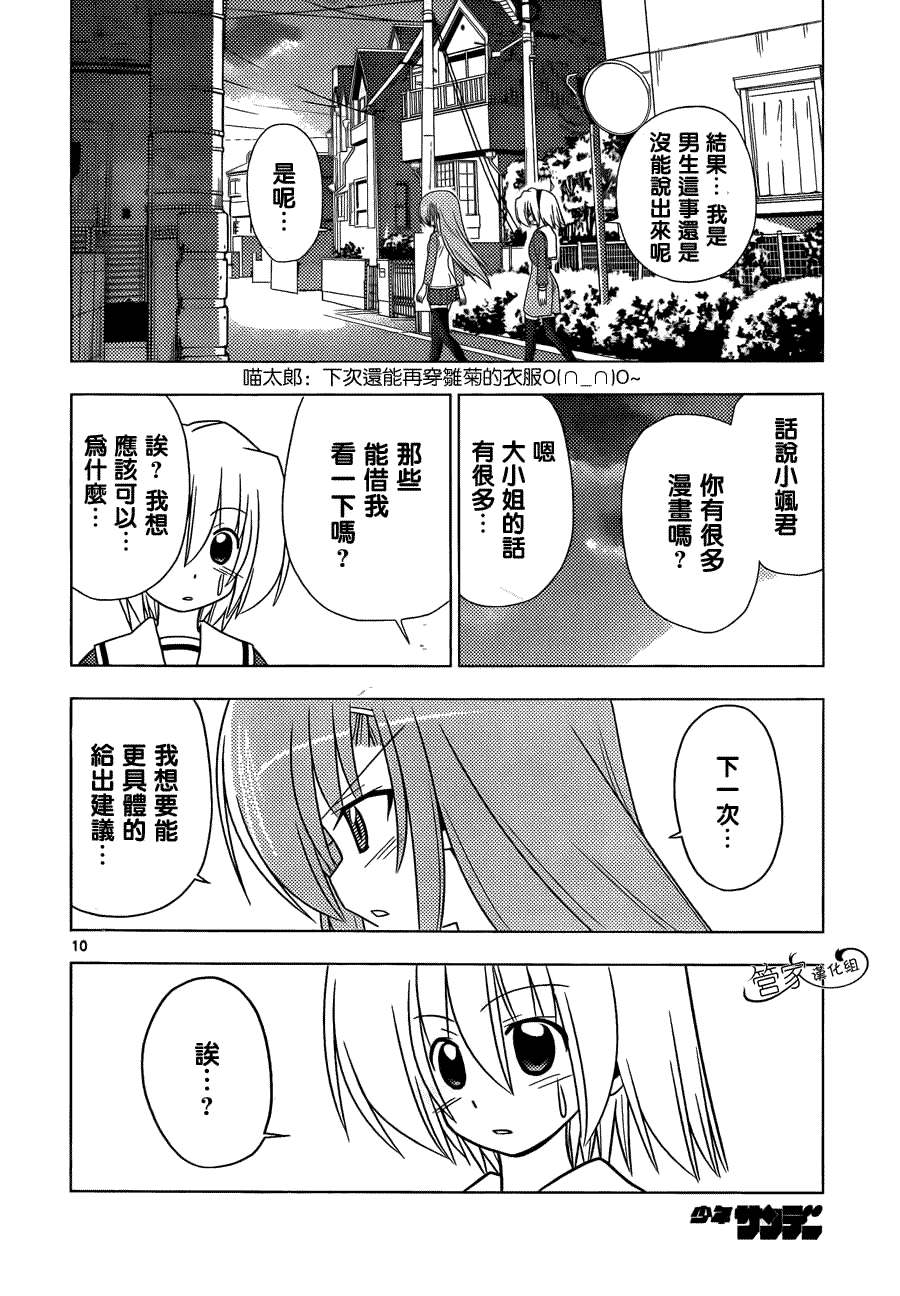 結果…我是
男生這事還是
沒能說出來呢
是呢…
喵太郎：下次還能再穿雛菊的衣服O(∩_∩)O~
話說小颯君
你有很多
漫畫嗎？
嗯
大小姐的話
有很多…
那些
能借我
看一下嗎？
誒？我想
應該可以…
爲什麼…
下一次…
我想要能
更具體的
給出建議…
10
管家漢化組
誒…？
少年サンデー